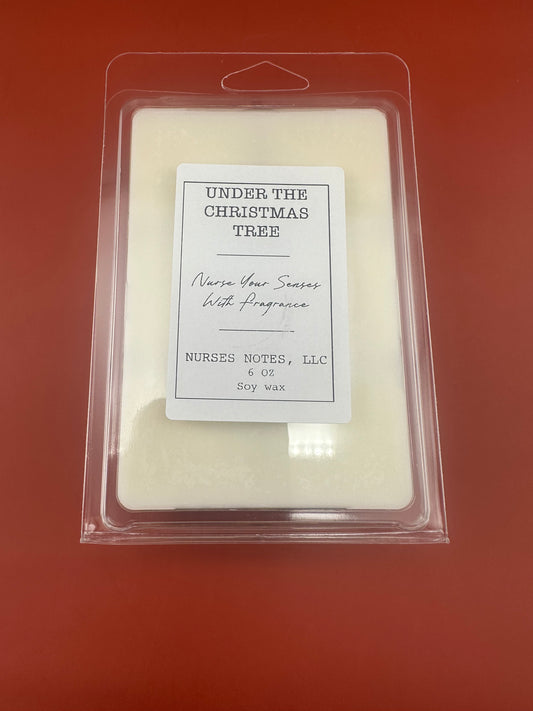 UNDER THE
CHRISTMAS
TREE
Nurse Your Senses
With fragrance
NURSES NOTES, LLC
6 OZ
Soy wax